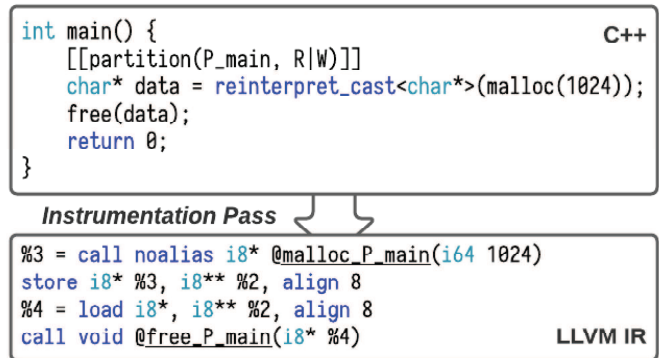 int main() {
C++
    [[partition(P_main, R|W)]]
    char* data = reinterpret_cast<char*>(malloc(1024));
    free(data);
    return 0;
}
Instrumentation Pass
%3 = call noalias i8* @malloc_P_main(i64 1024)
store i8* %3, i8** %2, align 8
%4 = load i8*, i8** %2, align 8
call void @free_P_main(i8* %4)
LLVM IR